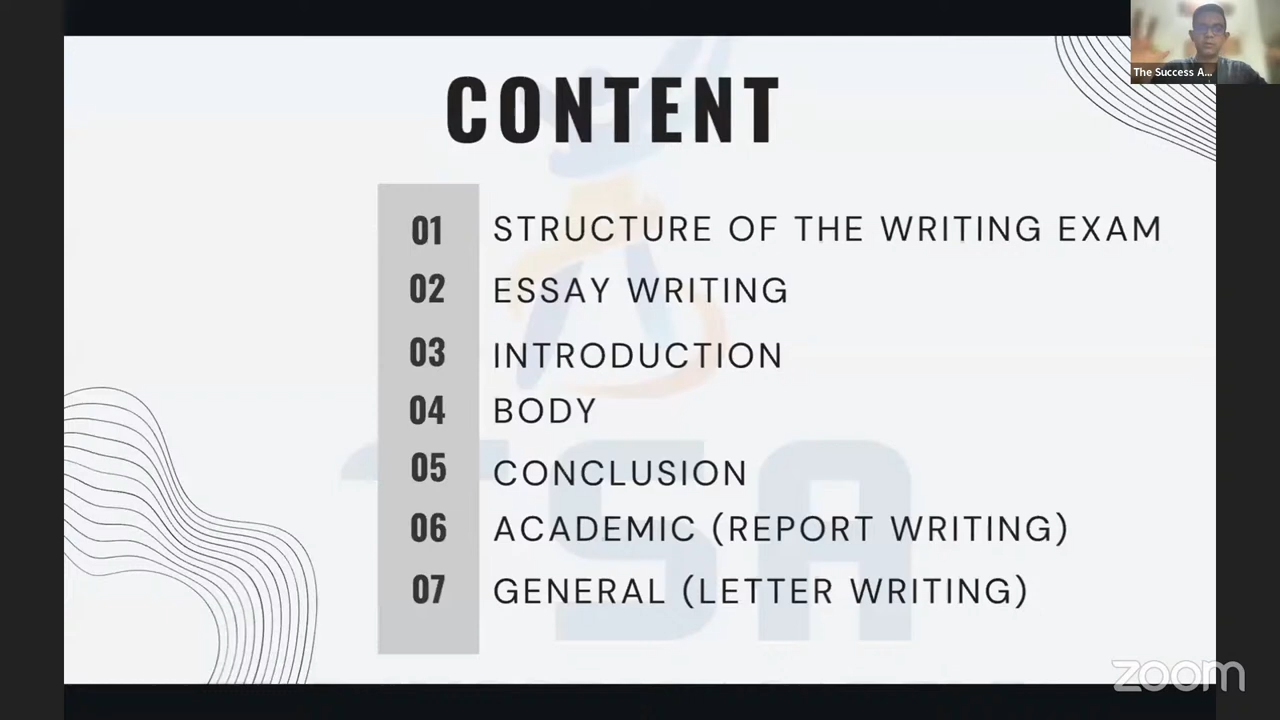 The Success A...
CONTENT
01 STRUCTURE OF THE WRITING EXAM
02 ESSAY WRITING
03 INTRODUCTION
04 BODY
05 CONCLUSION
06 ACADEMIC (REPORT WRITING)
07 GENERAL (LETTER WRITING)
TSA
zoom